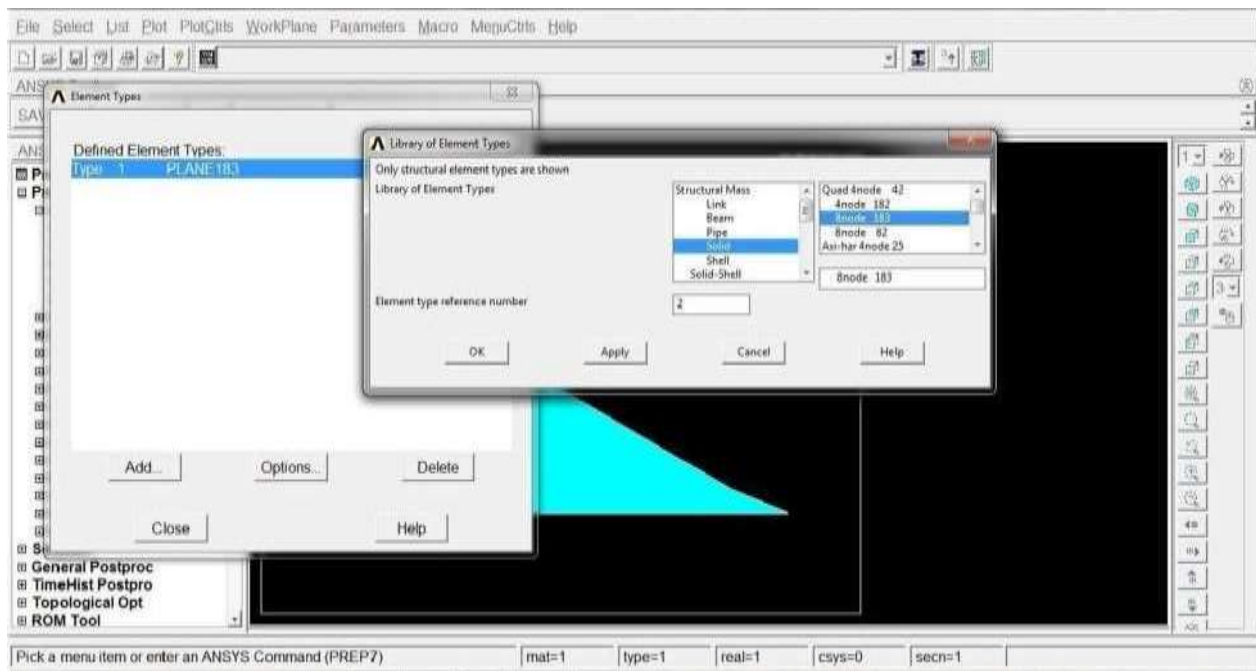 File Select List Plot PlotCtrls WorkPlane Parameters Macro MenuCtrls Help
ANS
Element Types
SAV
Library of Element Types
ANS
Defined Element Types:
Type 1 PLANE183
Only structural element types are shown
Library of Element Types
Structural Mass
Link
Beam
Pipe
Solid
Shell
Solid-Shell
Quad 4node 42
4node 182
8node 183
8node 82
Axi-har 4node 25
8node 183
Element type reference number
2
OK Apply Cancel Help
1
3
Add... Options... Delete
Close Help
General Postproc
TimeHist Postpro
Topological Opt
ROM Tool
Pick a menu item or enter an ANSYS Command (PREP7) mat=1 type=1 real=1 csys=0 secn=1